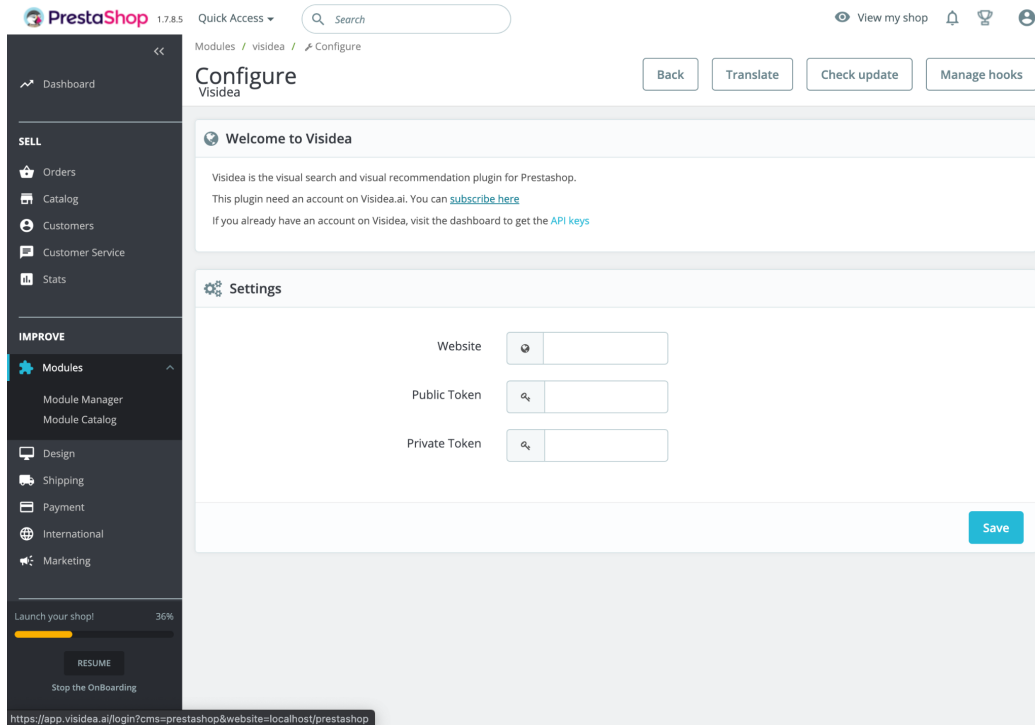 PrestaShop 1.7.8.5 Quick Access Search View my shop
Modules / visidea / Configure
Configure
Visidea
Back Translate Check update Manage hooks
Dashboard
SELL
Orders
Catalog
Customers
Customer Service
Stats
IMPROVE
Modules
Module Manager
Module Catalog
Design
Shipping
Payment
International
Marketing
Launch your shop! 36%
RESUME
Stop the OnBoarding
Welcome to Visidea
Visidea is the visual search and visual recommendation plugin for Prestashop.
This plugin need an account on Visidea.ai. You can subscribe here
If you already have an account on Visidea, visit the dashboard to get the API keys
Settings
Website
Public Token
Private Token
Save
https://app.visidea.ai/login?cms=prestashop&website=localhost/prestashop